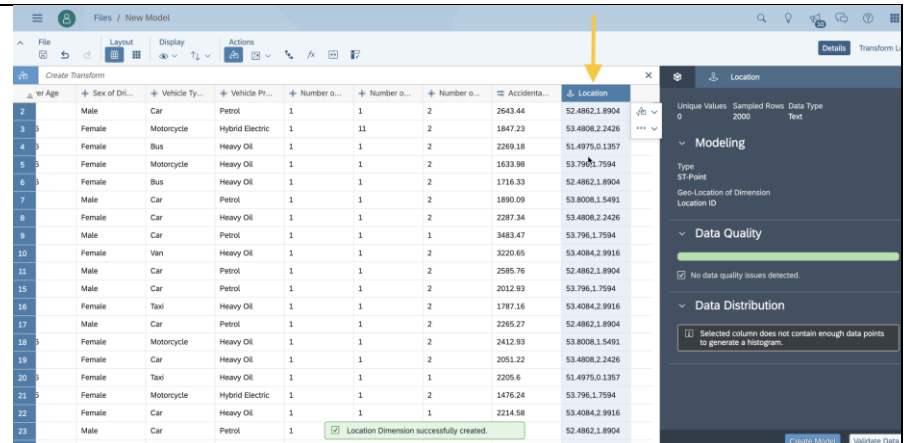 Files / New Model
10
File
Layout
Display
Actions
fx
Details
Transform L
Create Transform
ver Age
Sex of Dri...
Vehicle Ty...
Vehicle Pr...
Number o...
Number o...
Number o...
Accidenta...
Location
2 Male Car Petrol 1 1 2 2643.44 52.4862,1.8904
3 5 Female Motorcycle Hybrid Electric 1 11 2 1847.23 53.4808,2.2426
4 5 Female Bus Heavy Oil 1 1 2 2269.18 51.4975,0.1357
5 5 Female Motorcycle Heavy Oil 1 1 2 1633.98 53.796,1.7594
6 5 Female Bus Heavy Oil 1 1 2 1716.33 52.4862,1.8904
7 Male Car Petrol 1 1 2 1890.09 53.8008,1.5491
8 Female Car Heavy Oil 1 1 2 2287.34 53.4808,2.2426
9 Male Car Petrol 1 1 2 3483.47 53.796,1.7594
10 Female Van Heavy Oil 1 1 2 3220.65 53.4084,2.9916
11 Male Car Petrol 1 1 2 2585.76 52.4862,1.8904
15 Male Car Petrol 1 1 2 2012.93 53.796,1.7594
16 Female Taxi Heavy Oil 1 1 2 1787.16 53.4084,2.9916
17 Male Car Petrol 1 1 2 2265.27 52.4862,1.8904
18 5 Female Motorcycle Heavy Oil 1 1 2 2412.93 53.8008,1.5491
19 Female Car Heavy Oil 1 1 2 2051.22 53.4808,2.2426
20 5 Female Taxi Heavy Oil 1 1 1 2205.6 51.4975,0.1357
21 5 Female Motorcycle Hybrid Electric 1 1 2 1476.24 53.796,1.7594
22 Female Car Heavy Oil 1 1 1 2214.58 53.4084,2.9916
23 Male Car Petrol 1 2 52.4862,1.8904
Location Dimension successfully created.
Location
Unique Values Sampled Rows Data Type
0 2000 Text
Modeling
Type
ST-Point
Geo-Location of Dimension
Location ID
Data Quality
No data quality issues detected.
Data Distribution
Selected column does not contain enough data points
to generate a histogram.
Create Model
Validate Data